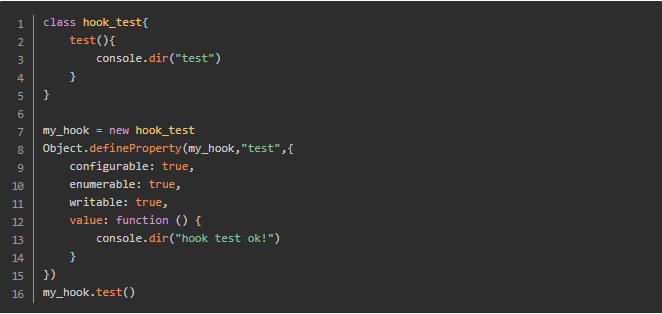 1 class hook_test{
2     test(){
3         console.dir("test")
4     }
5 }
6
7 my_hook = new hook_test
8 Object.defineProperty(my_hook,"test",{
9     configurable: true,
10     enumerable: true,
11     writable: true,
12     value: function () {
13         console.dir("hook test ok!")
14     }
15 })
16 my_hook.test()